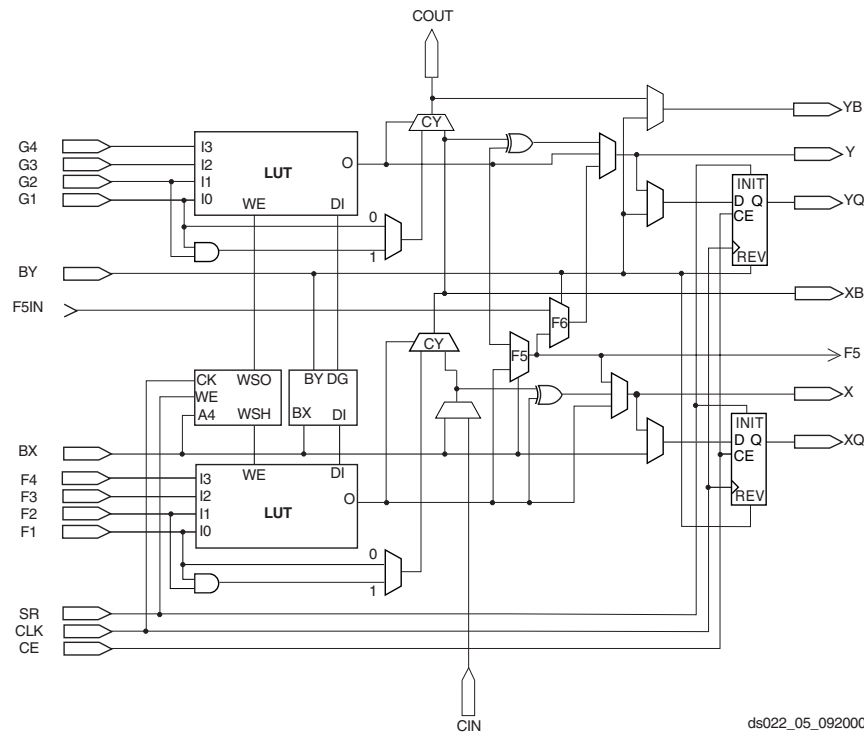 COUT
YB
CY
G4
I3
Y
G3
I2
LUT
O
G2
I1
INIT
G1
I0
D Q
YQ
WE
DI
CE
0
1
REV
BY
XB
F5IN
F6
CY
F5
F5
CK
WSO
BY DG
WE
X
A4
WSH
BX
DI
INIT
BX
D Q
XQ
WE
DI
CE
F4
I3
F3
I2
O
REV
F2
I1
LUT
F1
I0
0
1
SR
CLK
CE
CIN
ds022_05_092000